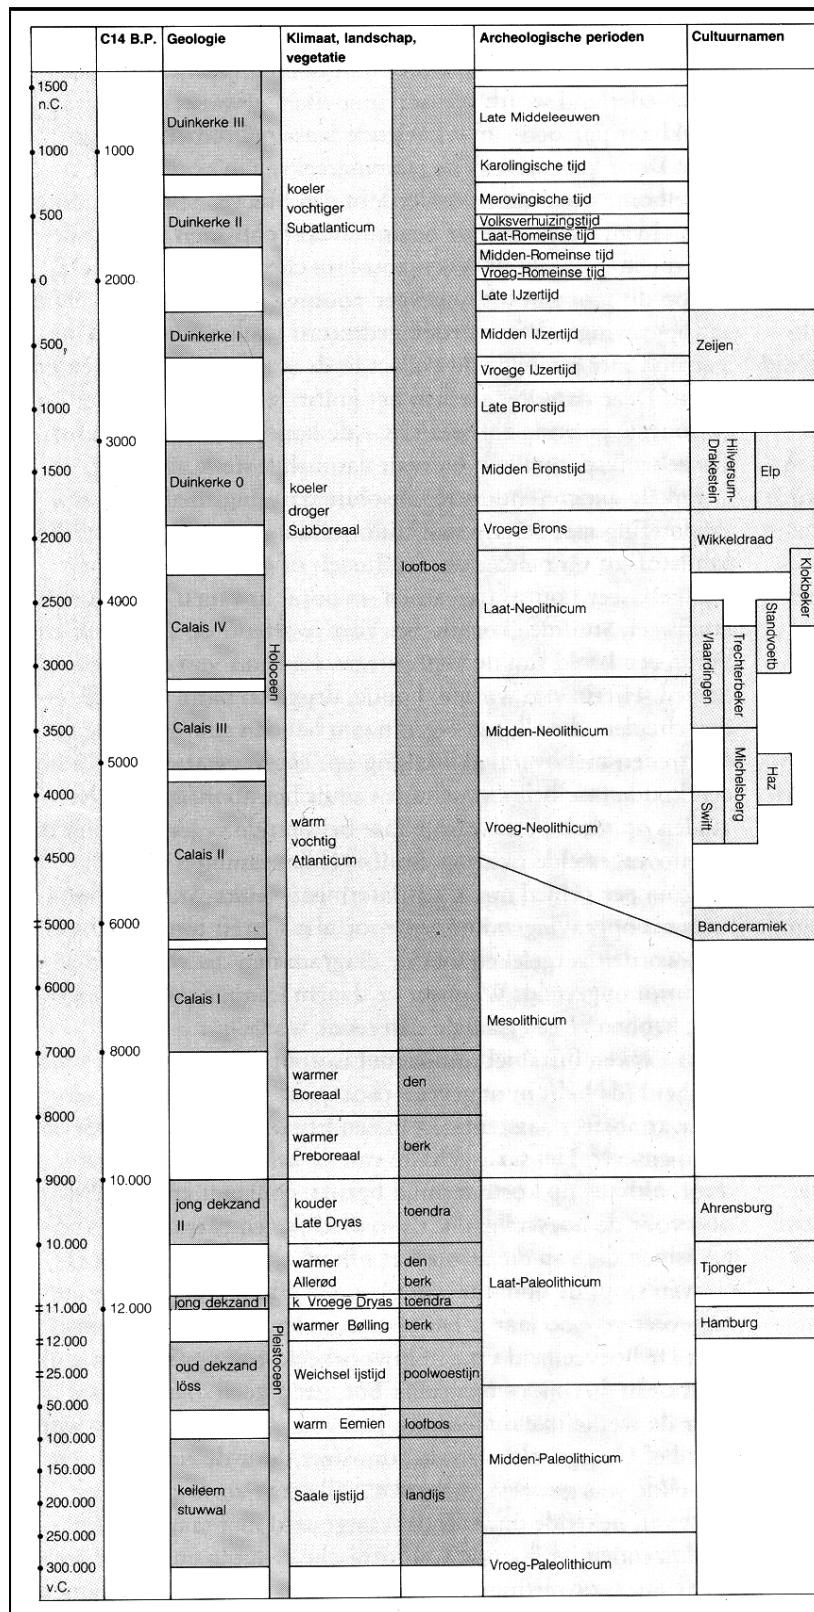 C14 B.P.
Geologie
Klimaat, landschap,
vegetatie
Archeologische perioden
Cultuurnamen
1500
n.C.
1000
500
0
500
1000
1500
2000
2500
3000
3500
4000
4500
5000
6000
7000
8000
9000
10.000
11.000
12.000
25.000
50.000
100.000
150.000
200.000
250.000
300.000
v.C.
1000
2000
3000
4000
5000
6000
8000
10.000
12.000
Duinkerke III
Duinkerke II
Duinkerke I
Duinkerke 0
Calais IV
Calais III
Calais II
Calais I
jong dekzand
II
jong dekzand I
oud dekzand
löss
keileem
stuwwal
Holoceen
Pleistoceen
koeler
vochtiger
Subatlanticum
koeler
droger
Subboreaal
warm
vochtig
Atlanticum
warmer
Boreaal
warmer
Preboreaal
kouder
Late Dryas
warmer
Allerød
k Vroege Dryas
warmer Bølling
Weichsel ijstijd
warm Eemien
Saale ijstijd
loofbos
den
berk
toendra
den
berk
toendra
berk
poolwoestijn
loofbos
landijs
Late Middeleeuwen
Karolingische tijd
Merovingische tijd
Volksverhuizingstijd
Laat-Romeinse tijd
Midden-Romeinse tijd
Vroeg-Romeinse tijd
Late IJzertijd
Midden IJzertijd
Vroege IJzertijd
Late Bronstijd
Midden Bronstijd
Vroege Brons
Laat-Neolithicum
Midden-Neolithicum
Vroeg-Neolithicum
Mesolithicum
Laat-Paleolithicum
Midden-Paleolithicum
Vroeg-Paleolithicum
Zeijen
Hilversum-
Drakestein
Elp
Wikkeldraad
Klokbeker
Standvoetb
Trechterbeker
Vlaardingen
Michelsberg
Haz
Swift
Bandceramiek
Ahrensburg
Tjonger
Hamburg